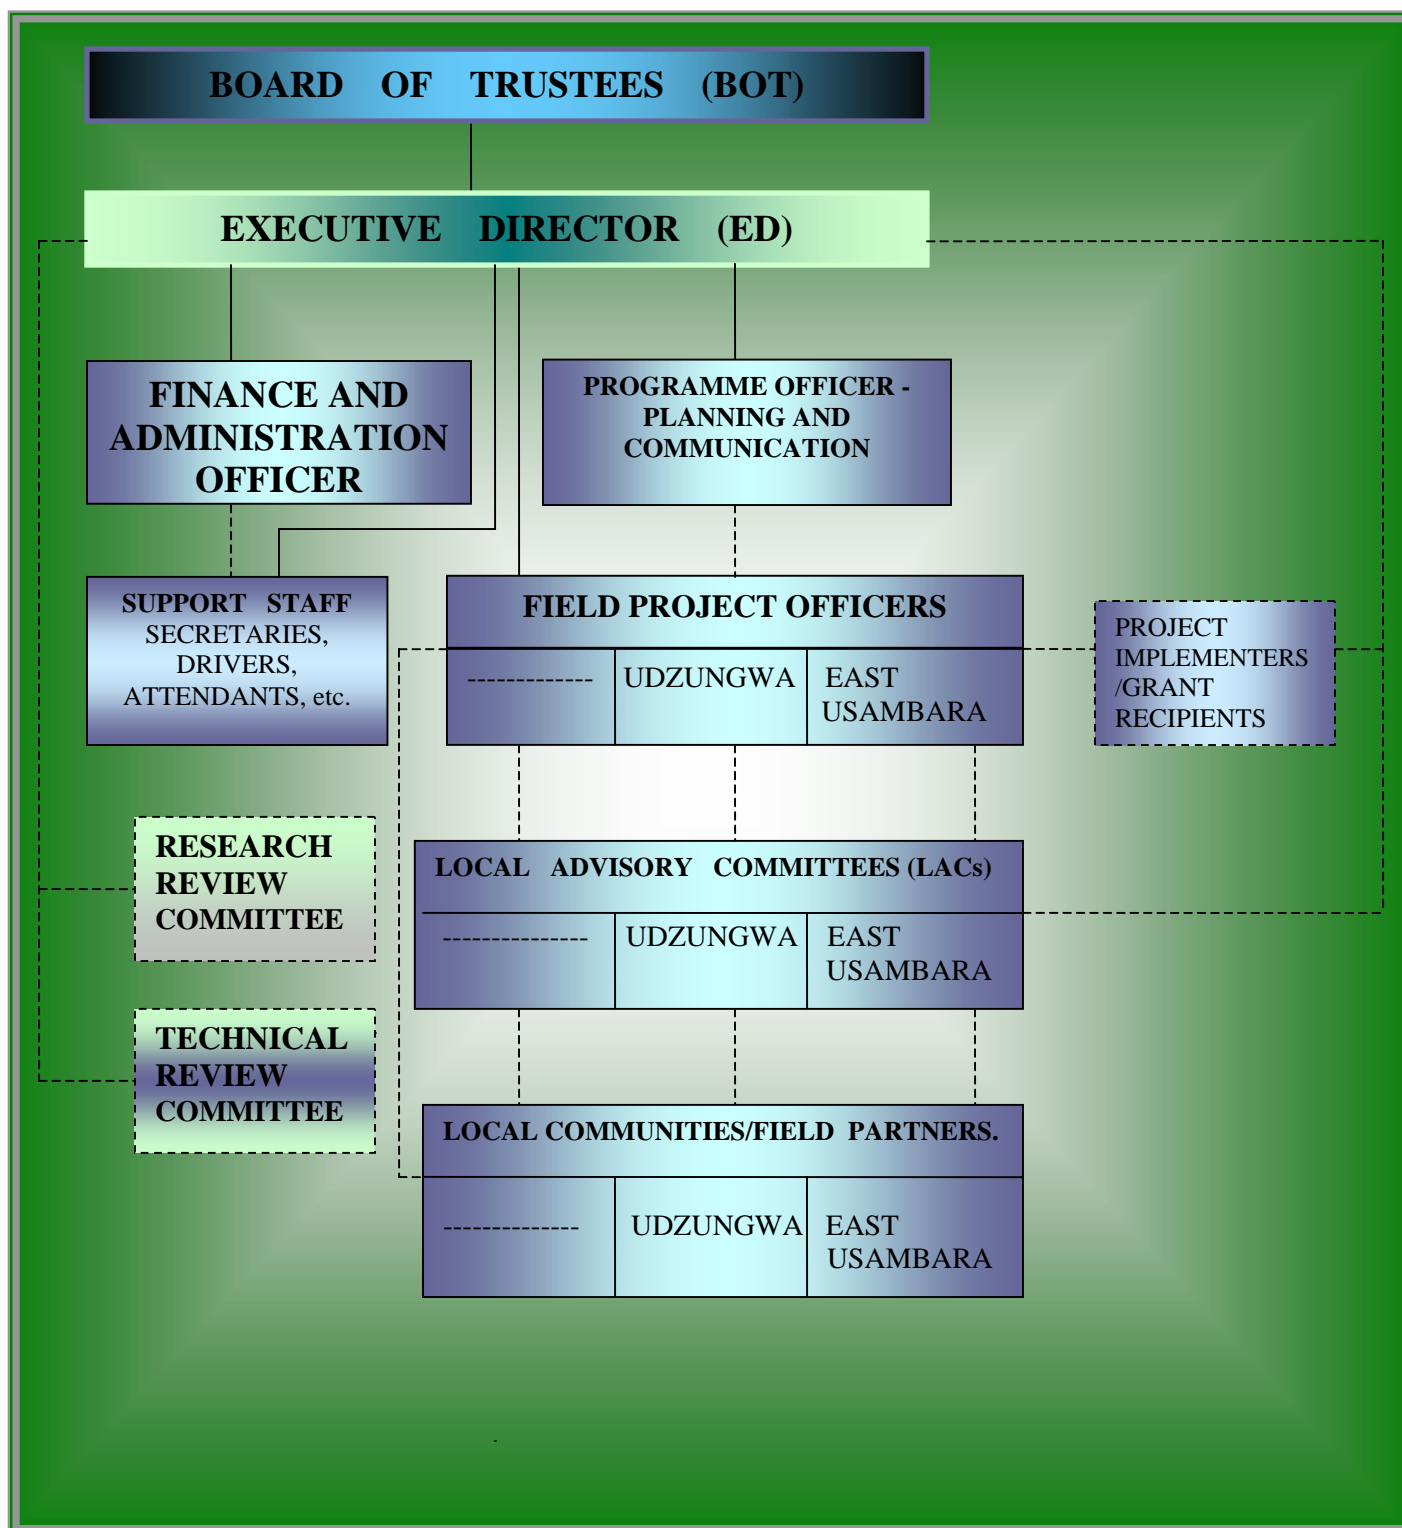 BOARD OF TRUSTEES (BOT)
EXECUTIVE DIRECTOR (ED)
FINANCE AND
ADMINISTRATION
OFFICER
PROGRAMME OFFICER -
PLANNING AND
COMMUNICATION
SUPPORT STAFF
SECRETARIES,
DRIVERS,
ATTENDANTS, etc.
FIELD PROJECT OFFICERS
-------------
UDZUNGWA
EAST
USAMBARA
PROJECT
IMPLEMENTERS
/GRANT
RECIPIENTS
RESEARCH
REVIEW
COMMITTEE
LOCAL ADVISORY COMMITTEES (LACs)
---------------
UDZUNGWA
EAST
USAMBARA
TECHNICAL
REVIEW
COMMITTEE
LOCAL COMMUNITIES/FIELD PARTNERS.
--------------
UDZUNGWA
EAST
USAMBARA
.